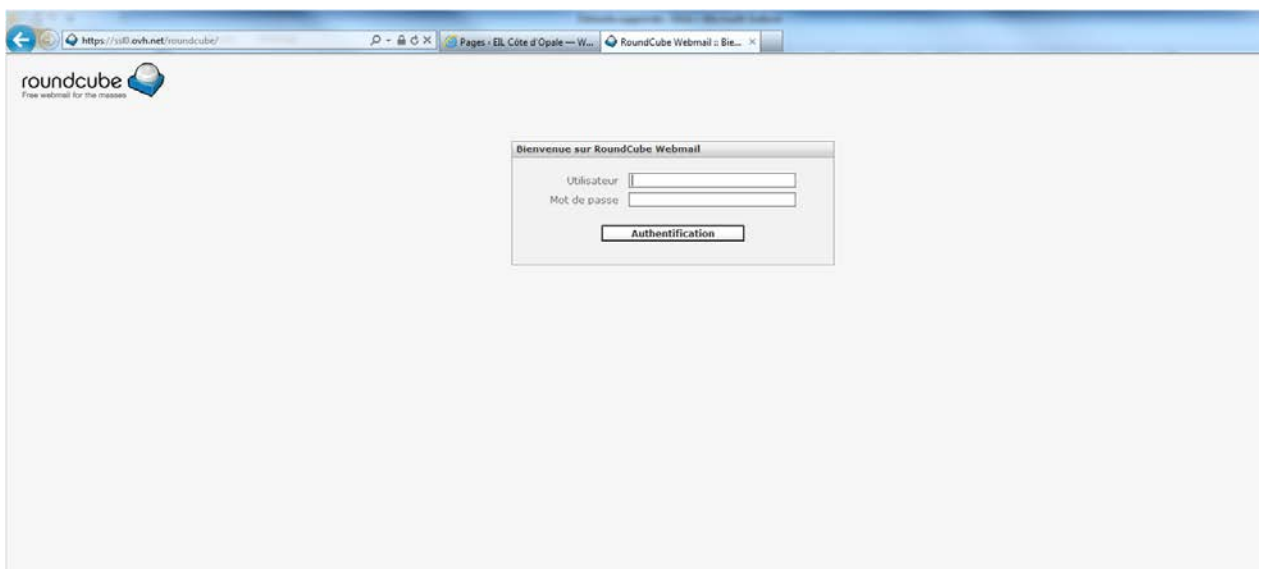 https://ssl0.ovh.net/roundcube/
Pages ‹ EIL Côte d'Opale — W...
RoundCube Webmail :: Bie...
roundcube
Free webmail for the masses
Bienvenue sur RoundCube Webmail
Utilisateur
Mot de passe
Authentification